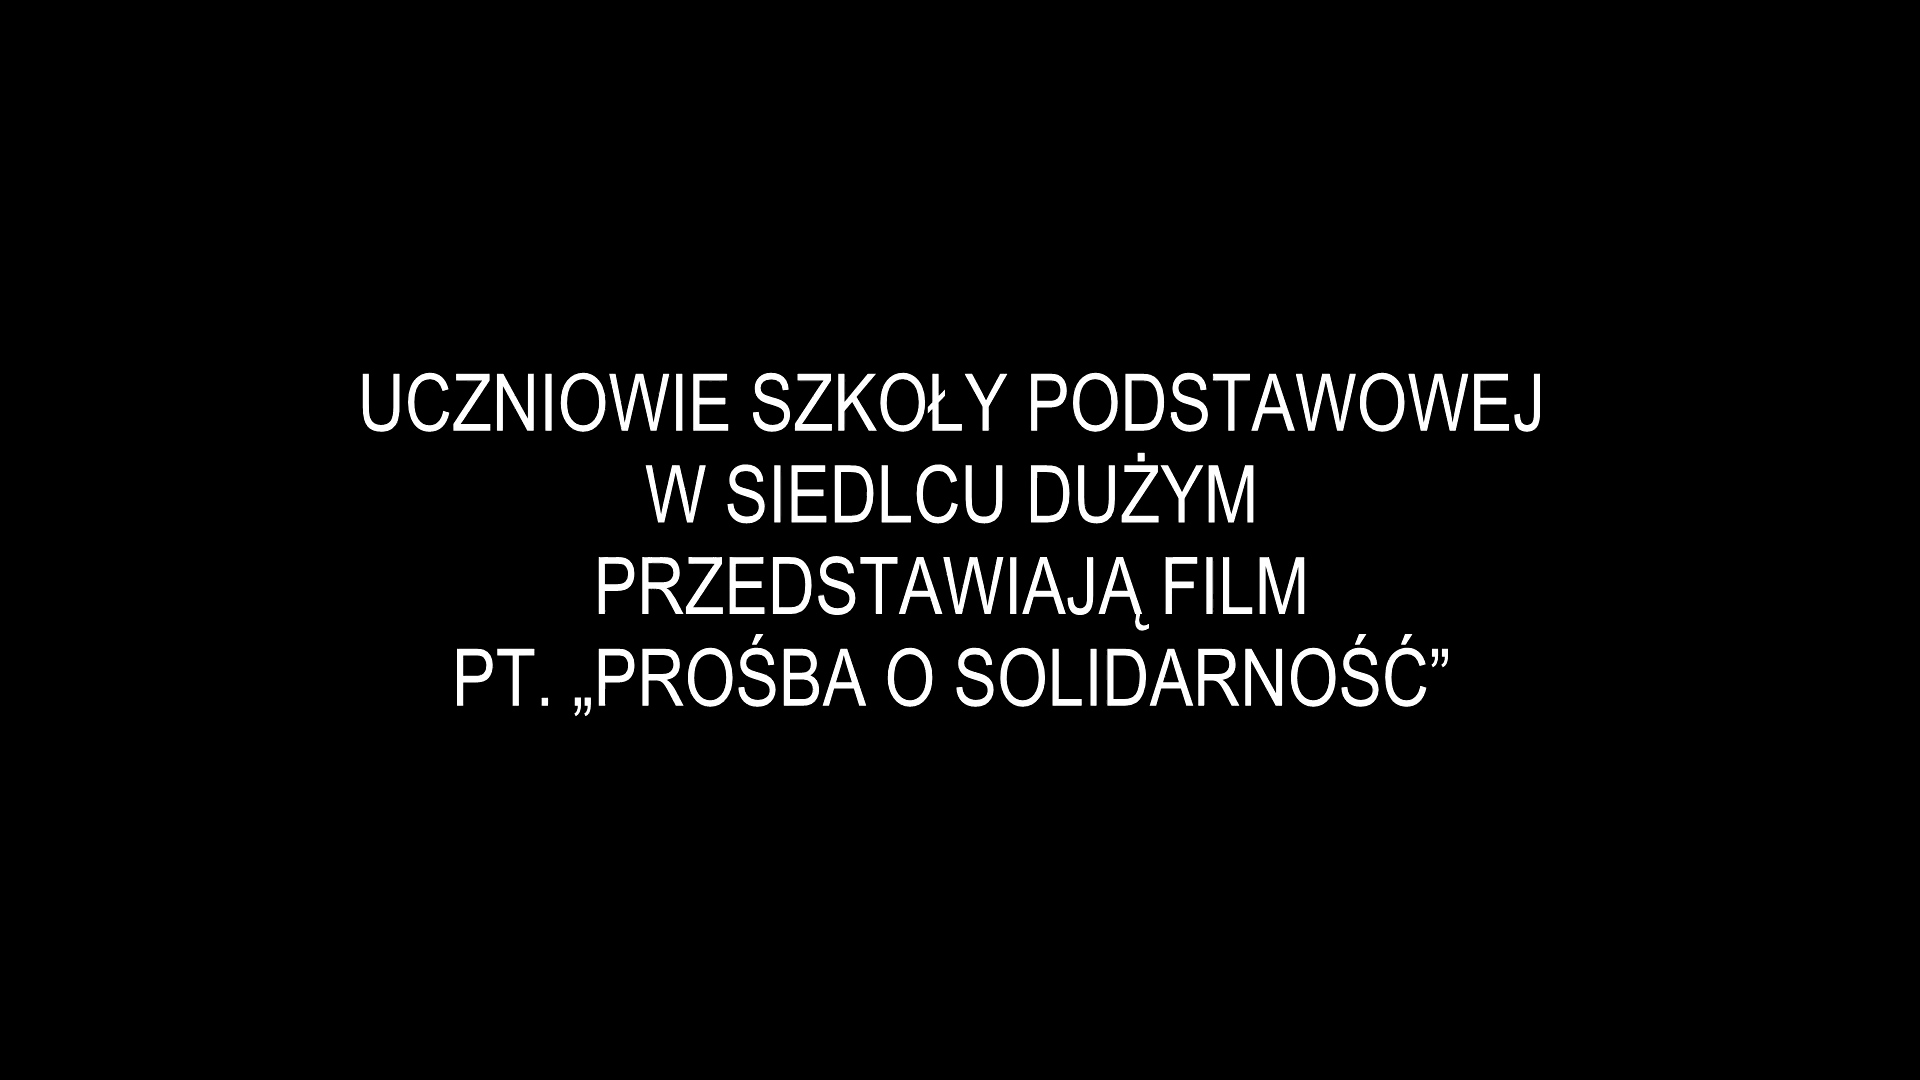 UCZNIOWIE SZKOŁY PODSTAWOWEJ
W SIEDLCU DUŻYM
PRZEDSTAWIAJĄ FILM
PT. „PROŚBA O SOLIDARNOŚĆ”